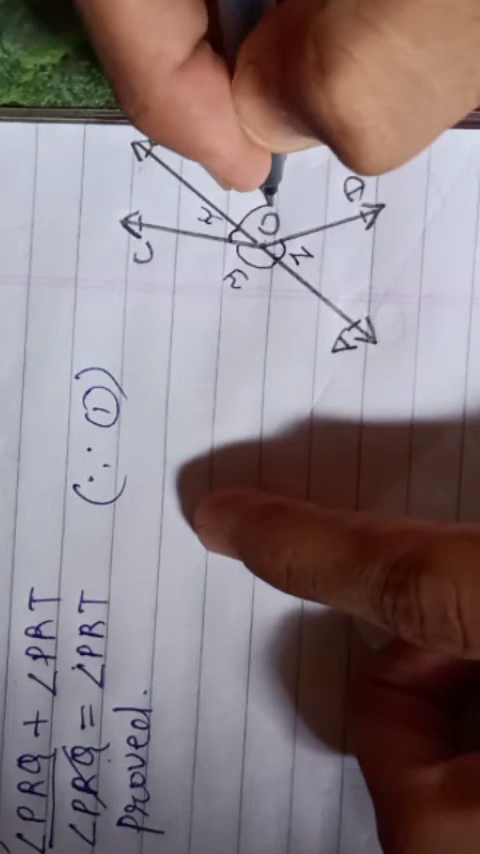 ∠PRQ + ∠PRT
∠PRQ = ∠PRT (∵ ①)
proved.
C
O
D
A